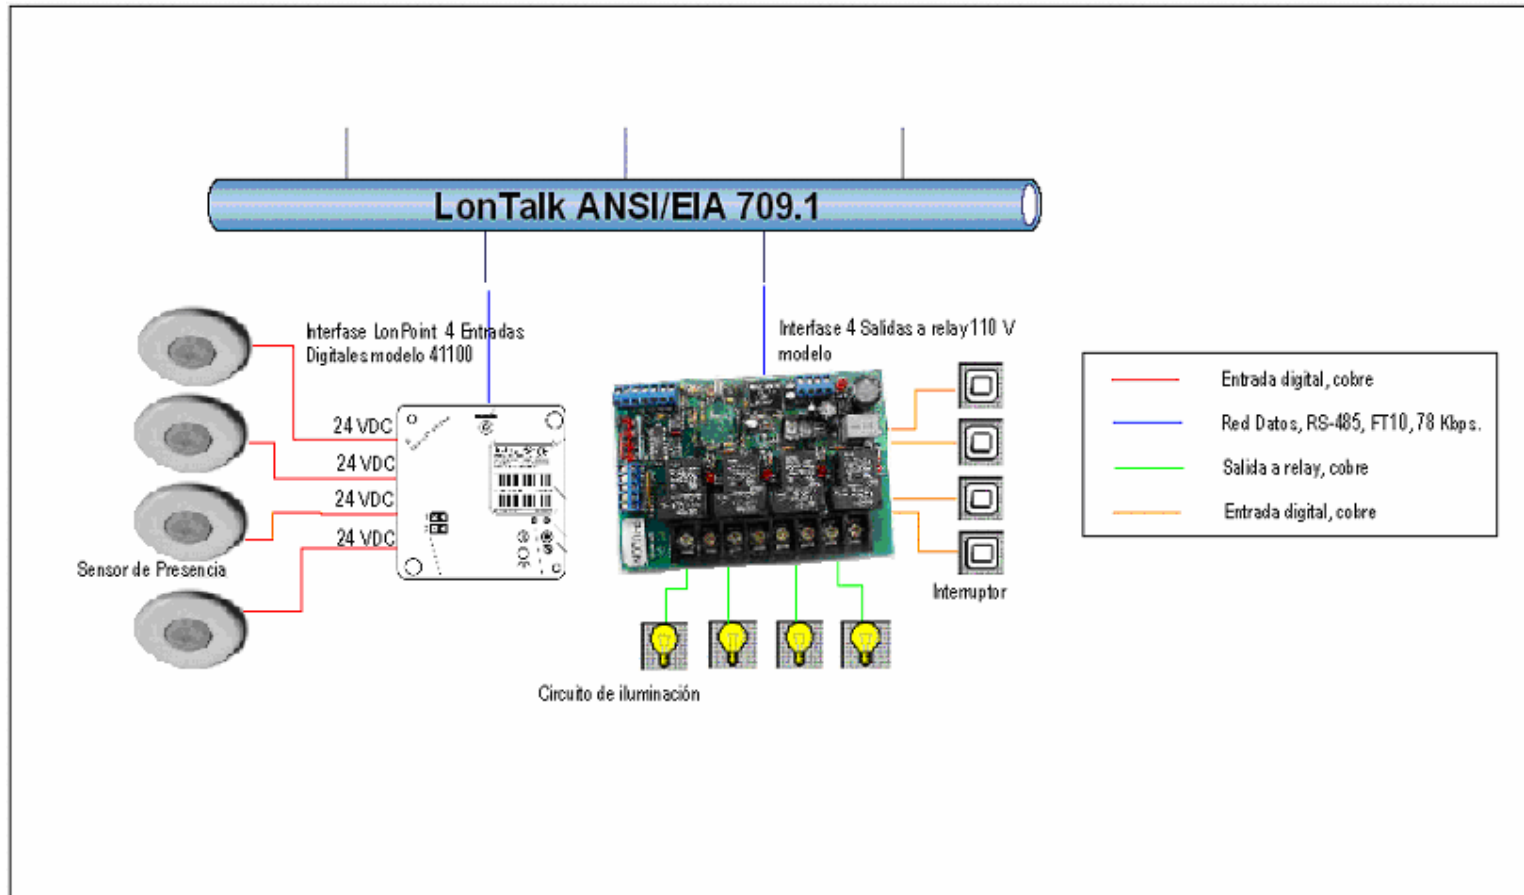 LonTalk ANSI/EIA 709.1
Interfase LonPoint 4 Entradas
Digitales modelo 41100
Interfase 4 Salidas a relay 110 V
modelo
24 VDC
24 VDC
24 VDC
24 VDC
Sensor de Presencia
Interruptor
Circuito de iluminación
Entrada digital, cobre
Red Datos, RS-485, FT10, 78 Kbps.
Salida a relay, cobre
Entrada digital, cobre